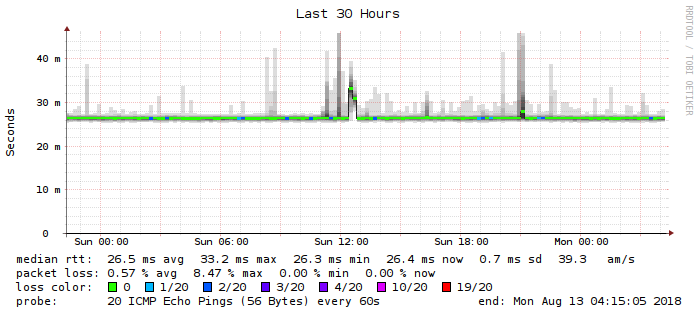 Last 30 Hours
RRDTOOL / TOBI OETIKER
Seconds
40 m
30 m
20 m
10 m
0
Sun 00:00 Sun 06:00 Sun 12:00 Sun 18:00 Mon 00:00
median rtt: 26.5 ms avg 33.2 ms max 26.3 ms min 26.4 ms now 0.7 ms sd 39.3 am/s
packet loss: 0.57 % avg 8.47 % max 0.00 % min 0.00 % now
loss color: 0 1/20 2/20 3/20 4/20 10/20 19/20
probe: 20 ICMP Echo Pings (56 Bytes) every 60s end: Mon Aug 13 04:15:05 2018